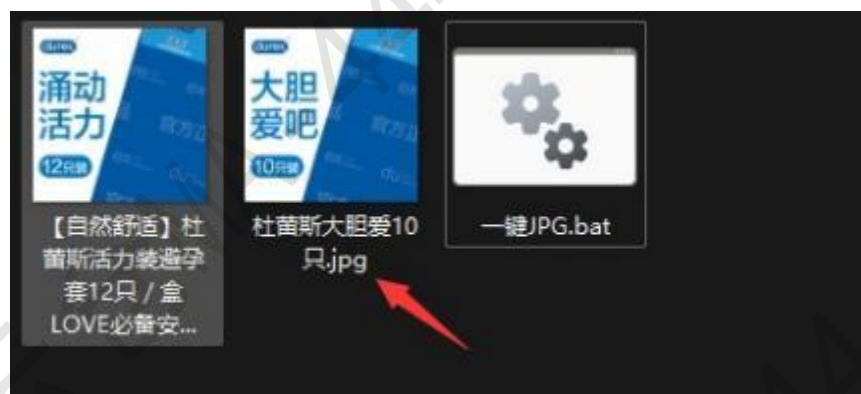 durex
涌动
活力
12只装
durex
大胆
爱吧
10只装
【自然舒适】杜
蕾斯活力装避孕
套12只 / 盒
LOVE必备安...
杜蕾斯大胆爱10
只.jpg
一键JPG.bat